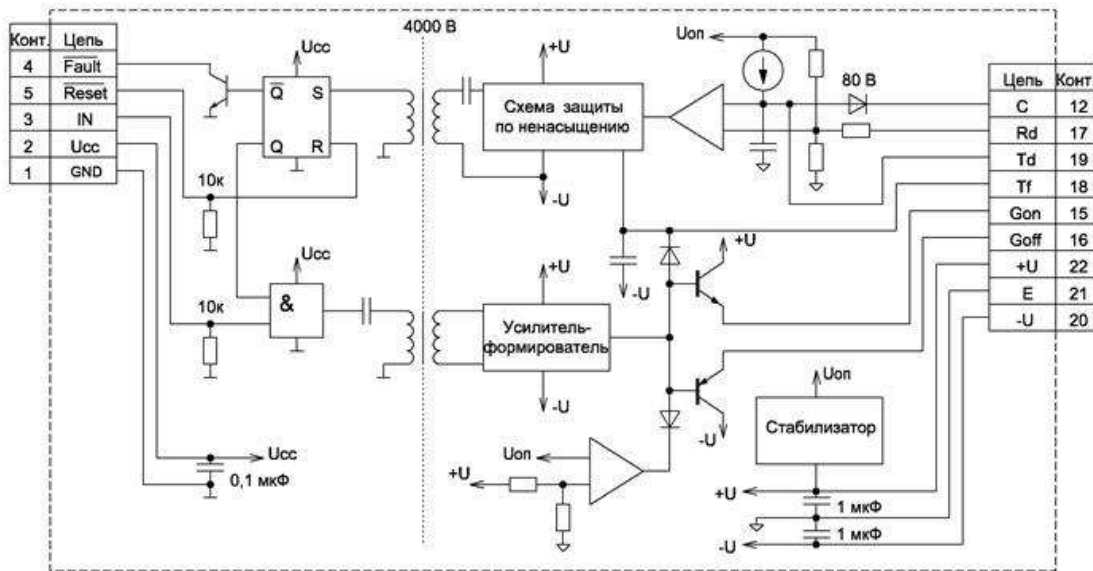 4000 В
Конт. Цепь
4 Fault
5 Reset
3 IN
2 Ucc
1 GND
Ucc
Q S
Q R
10к
Ucc
&
10к
Ucc
0,1 мкФ
+U
Схема защиты
по ненасыщению
-U
Uоп
80 В
+U
-U
+U
Усилитель-
формирователь
-U
-U
Uоп
+U
Uоп
Стабилизатор
+U
1 мкФ
1 мкФ
-U
Цепь Конт.
C 12
Rd 17
Td 19
Tf 18
Gon 15
Goff 16
+U 22
E 21
-U 20